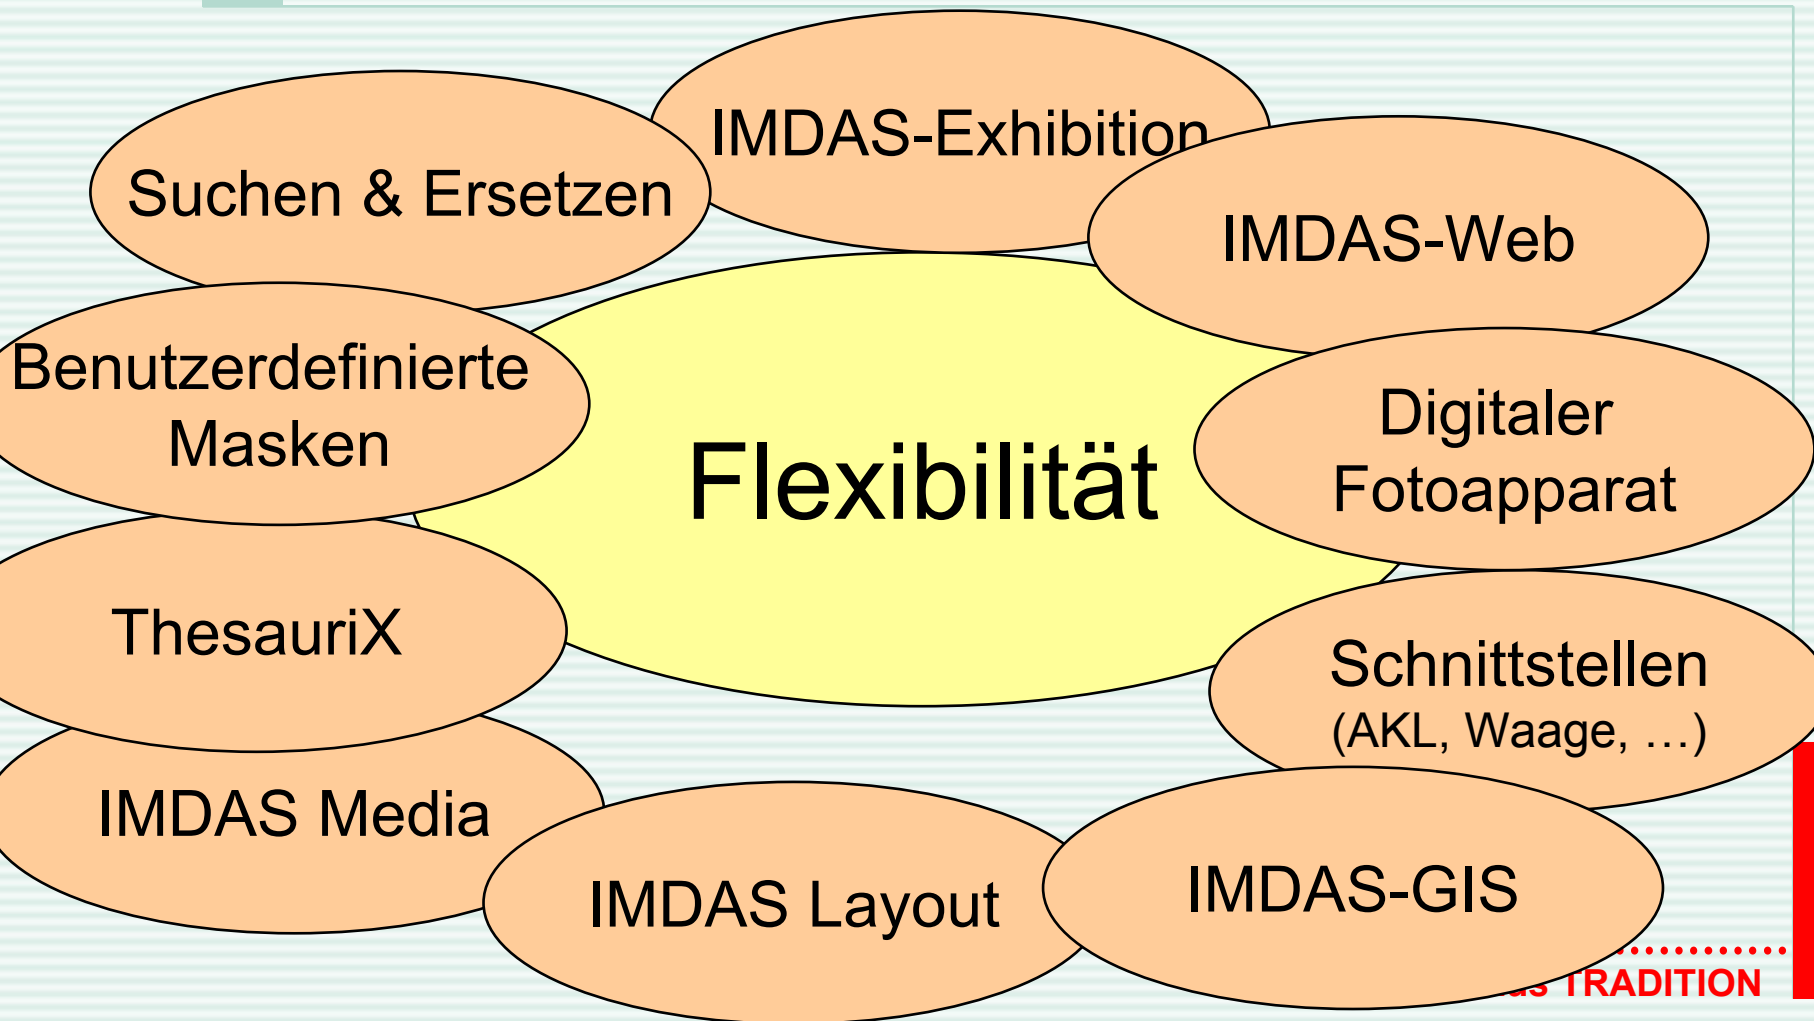 IMDAS-Exhibition
Suchen & Ersetzen
IMDAS-Web
Benutzerdefinierte
Masken
Digitaler
Fotoapparat
Flexibilität
ThesauriX
Schnittstellen
(AKL, Waage, …)
IMDAS Media
IMDAS Layout
IMDAS-GIS
TRADITION